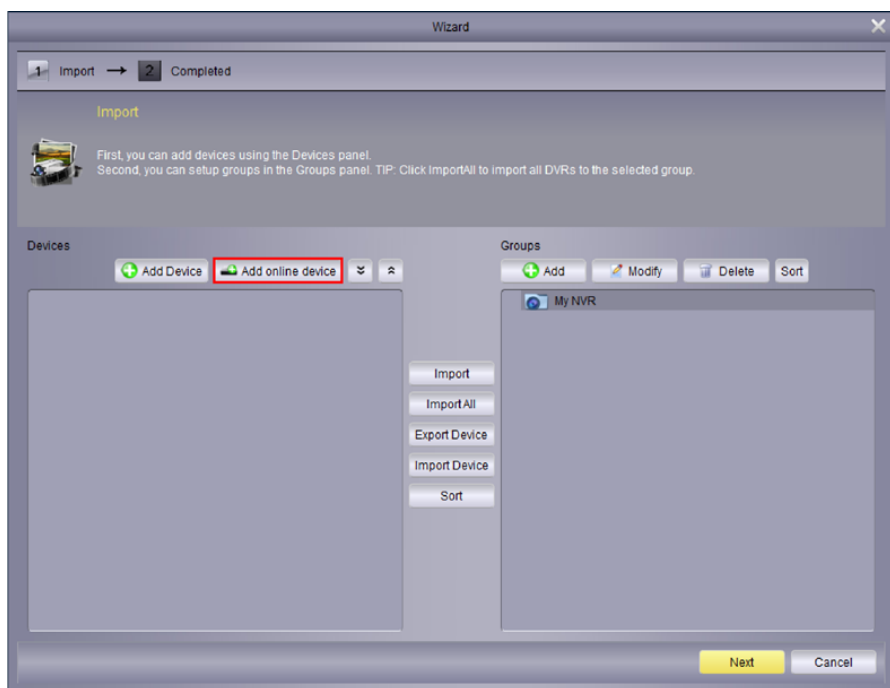 Wizard
1 Import → 2 Completed
Import
First, you can add devices using the Devices panel.
Second, you can setup groups in the Groups panel. TIP: Click ImportAll to import all DVRs to the selected group.
Devices
Groups
Add Device Add online device
Add Modify Delete Sort
My NVR
Import
Import All
Export Device
Import Device
Sort
Next Cancel